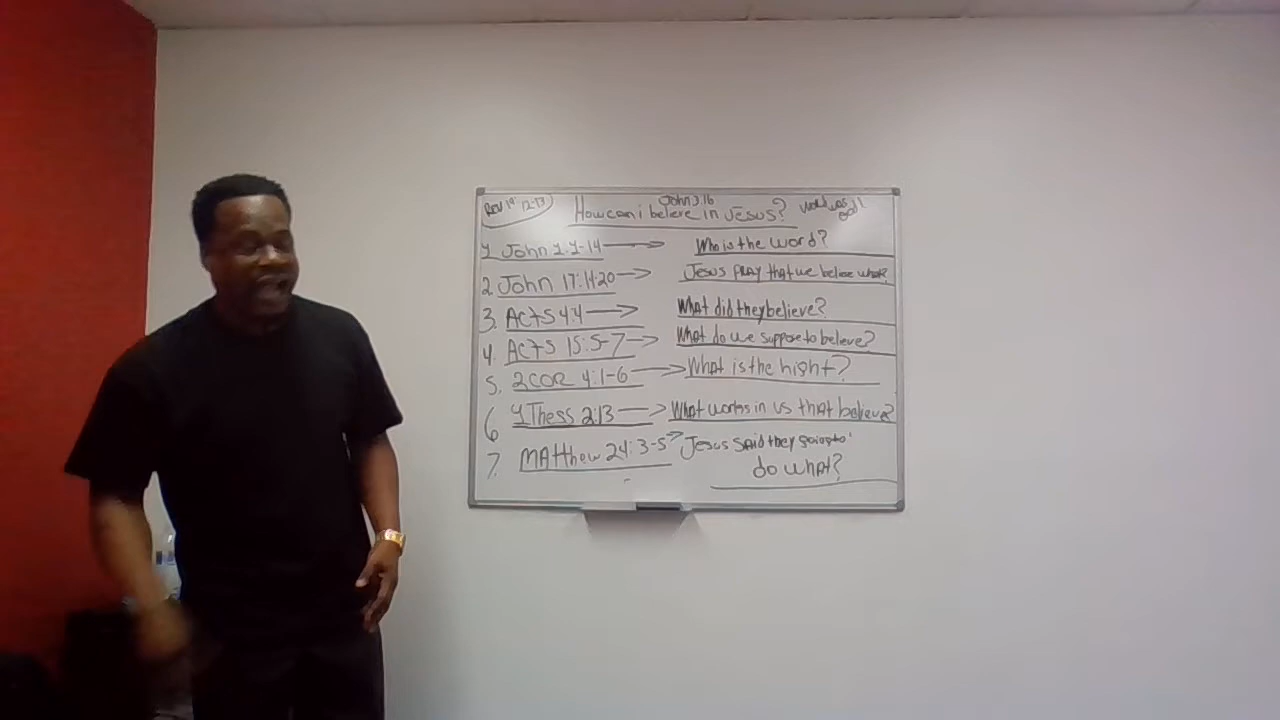 John 3.16
Rev 19:12-13 How can i believe in Jesus? word was God!
1 John 1:1-14 → Who is the word?
2. John 17:14-20 → Jesus pray that we believe what?
3. Acts 4:4 → What did they believe?
4. Acts 15:5-7 → What do we suppose to believe?
5. 2COR 4:1-6 → What is the hight?
6 1 Thess 2:13 → What works in us that believe?
7. Matthew 24:3-5 → Jesus said they going to
do what?